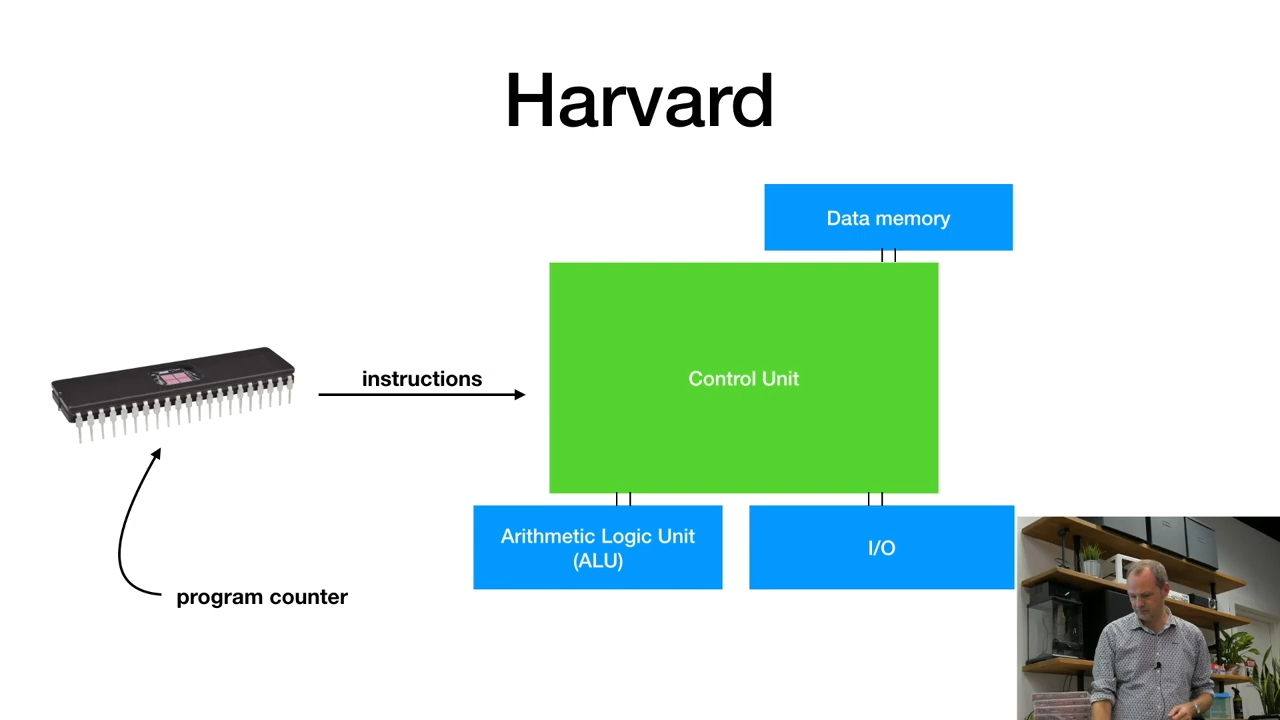 Harvard
Data memory
Control Unit
instructions
Arithmetic Logic Unit
(ALU)
I/O
program counter